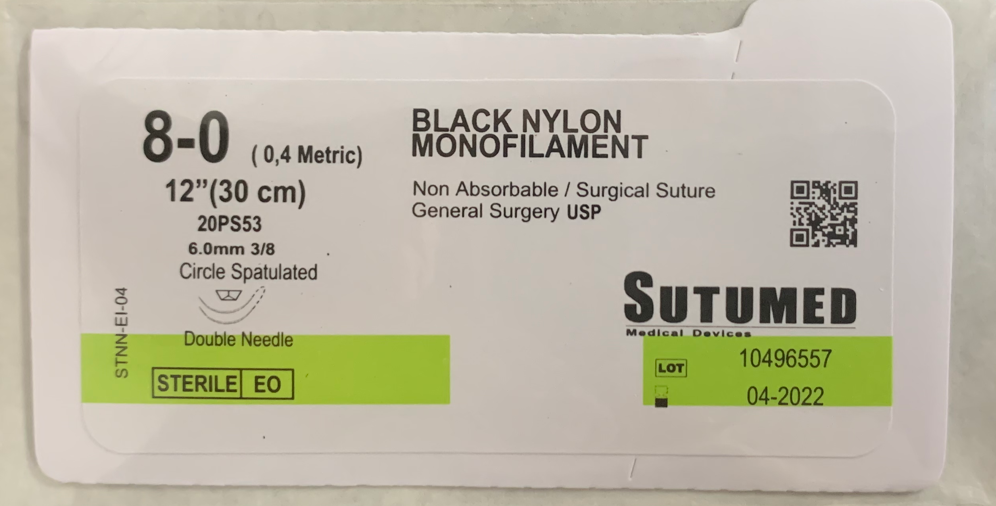 8-0 ( 0,4 Metric)
12”(30 cm)
20PS53
6.0mm 3/8
Circle Spatulated
Double Needle
STERILE EO
STNN-EI-04
BLACK NYLON
MONOFILAMENT
Non Absorbable / Surgical Suture
General Surgery USP
SUTUMED
Medical Devices
LOT 10496557
04-2022